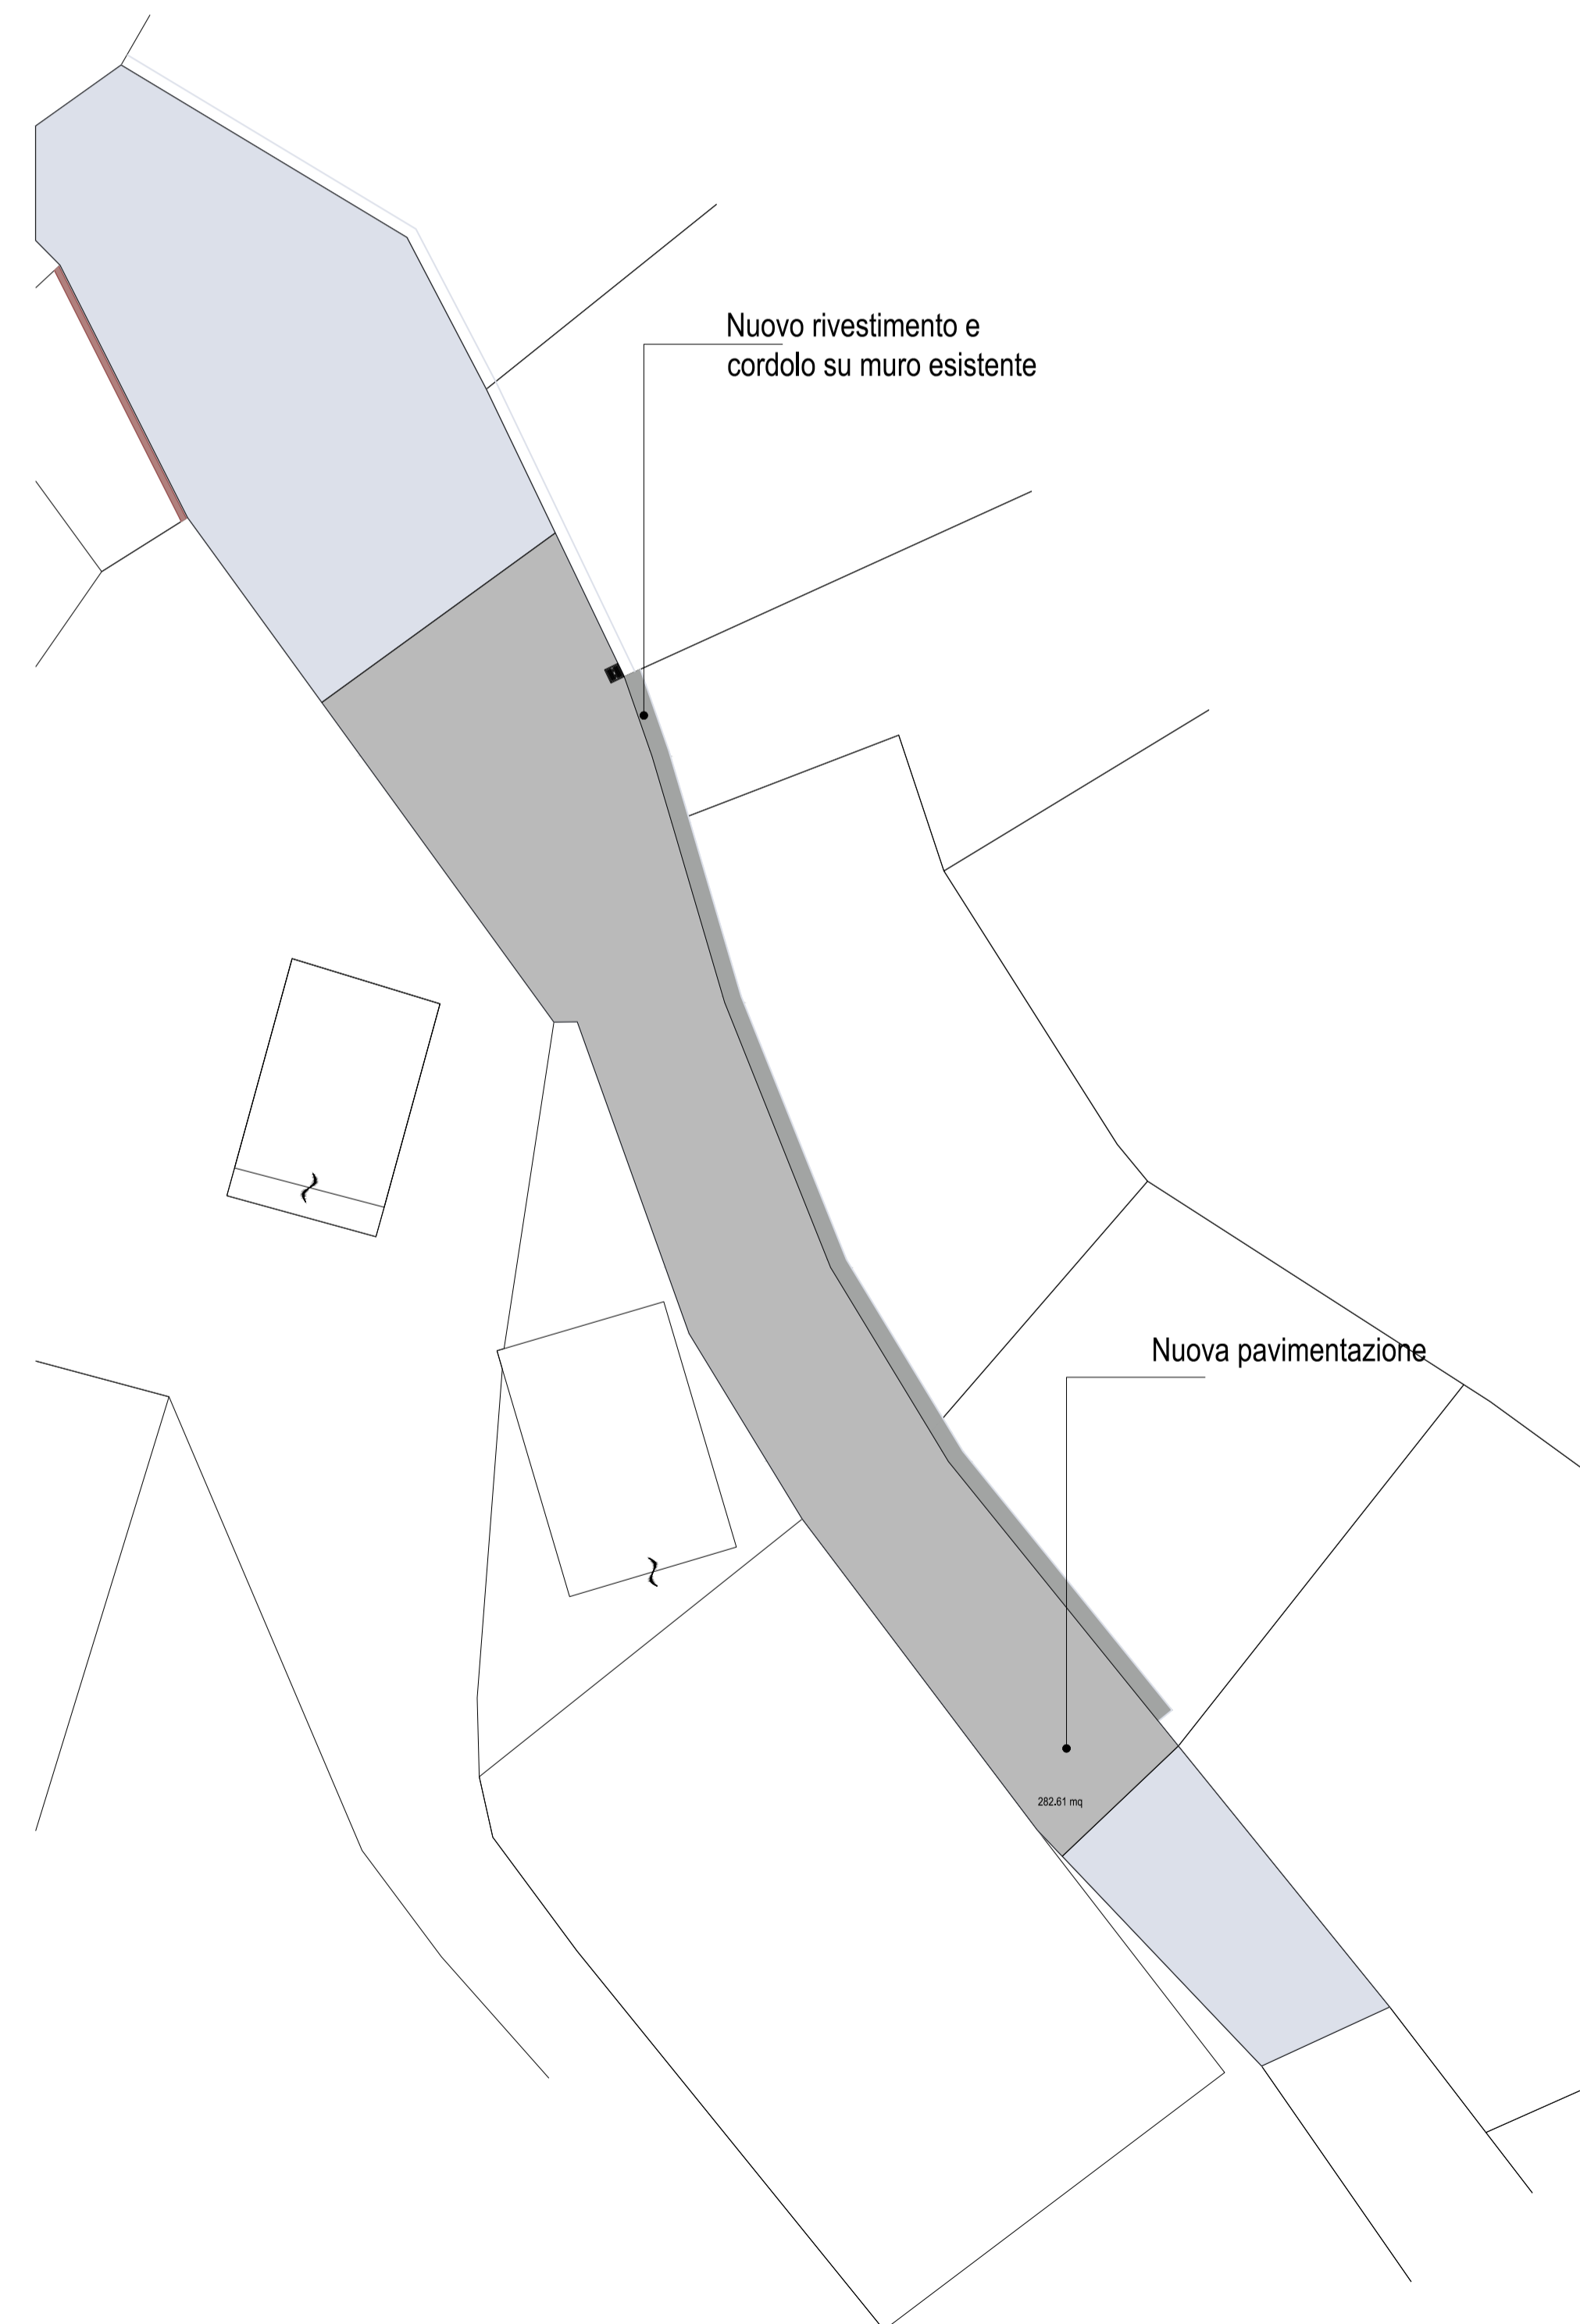 Nuovo rivestimento e
cordolo su muro esistente
Nuova pavimentazione
282.61 mq